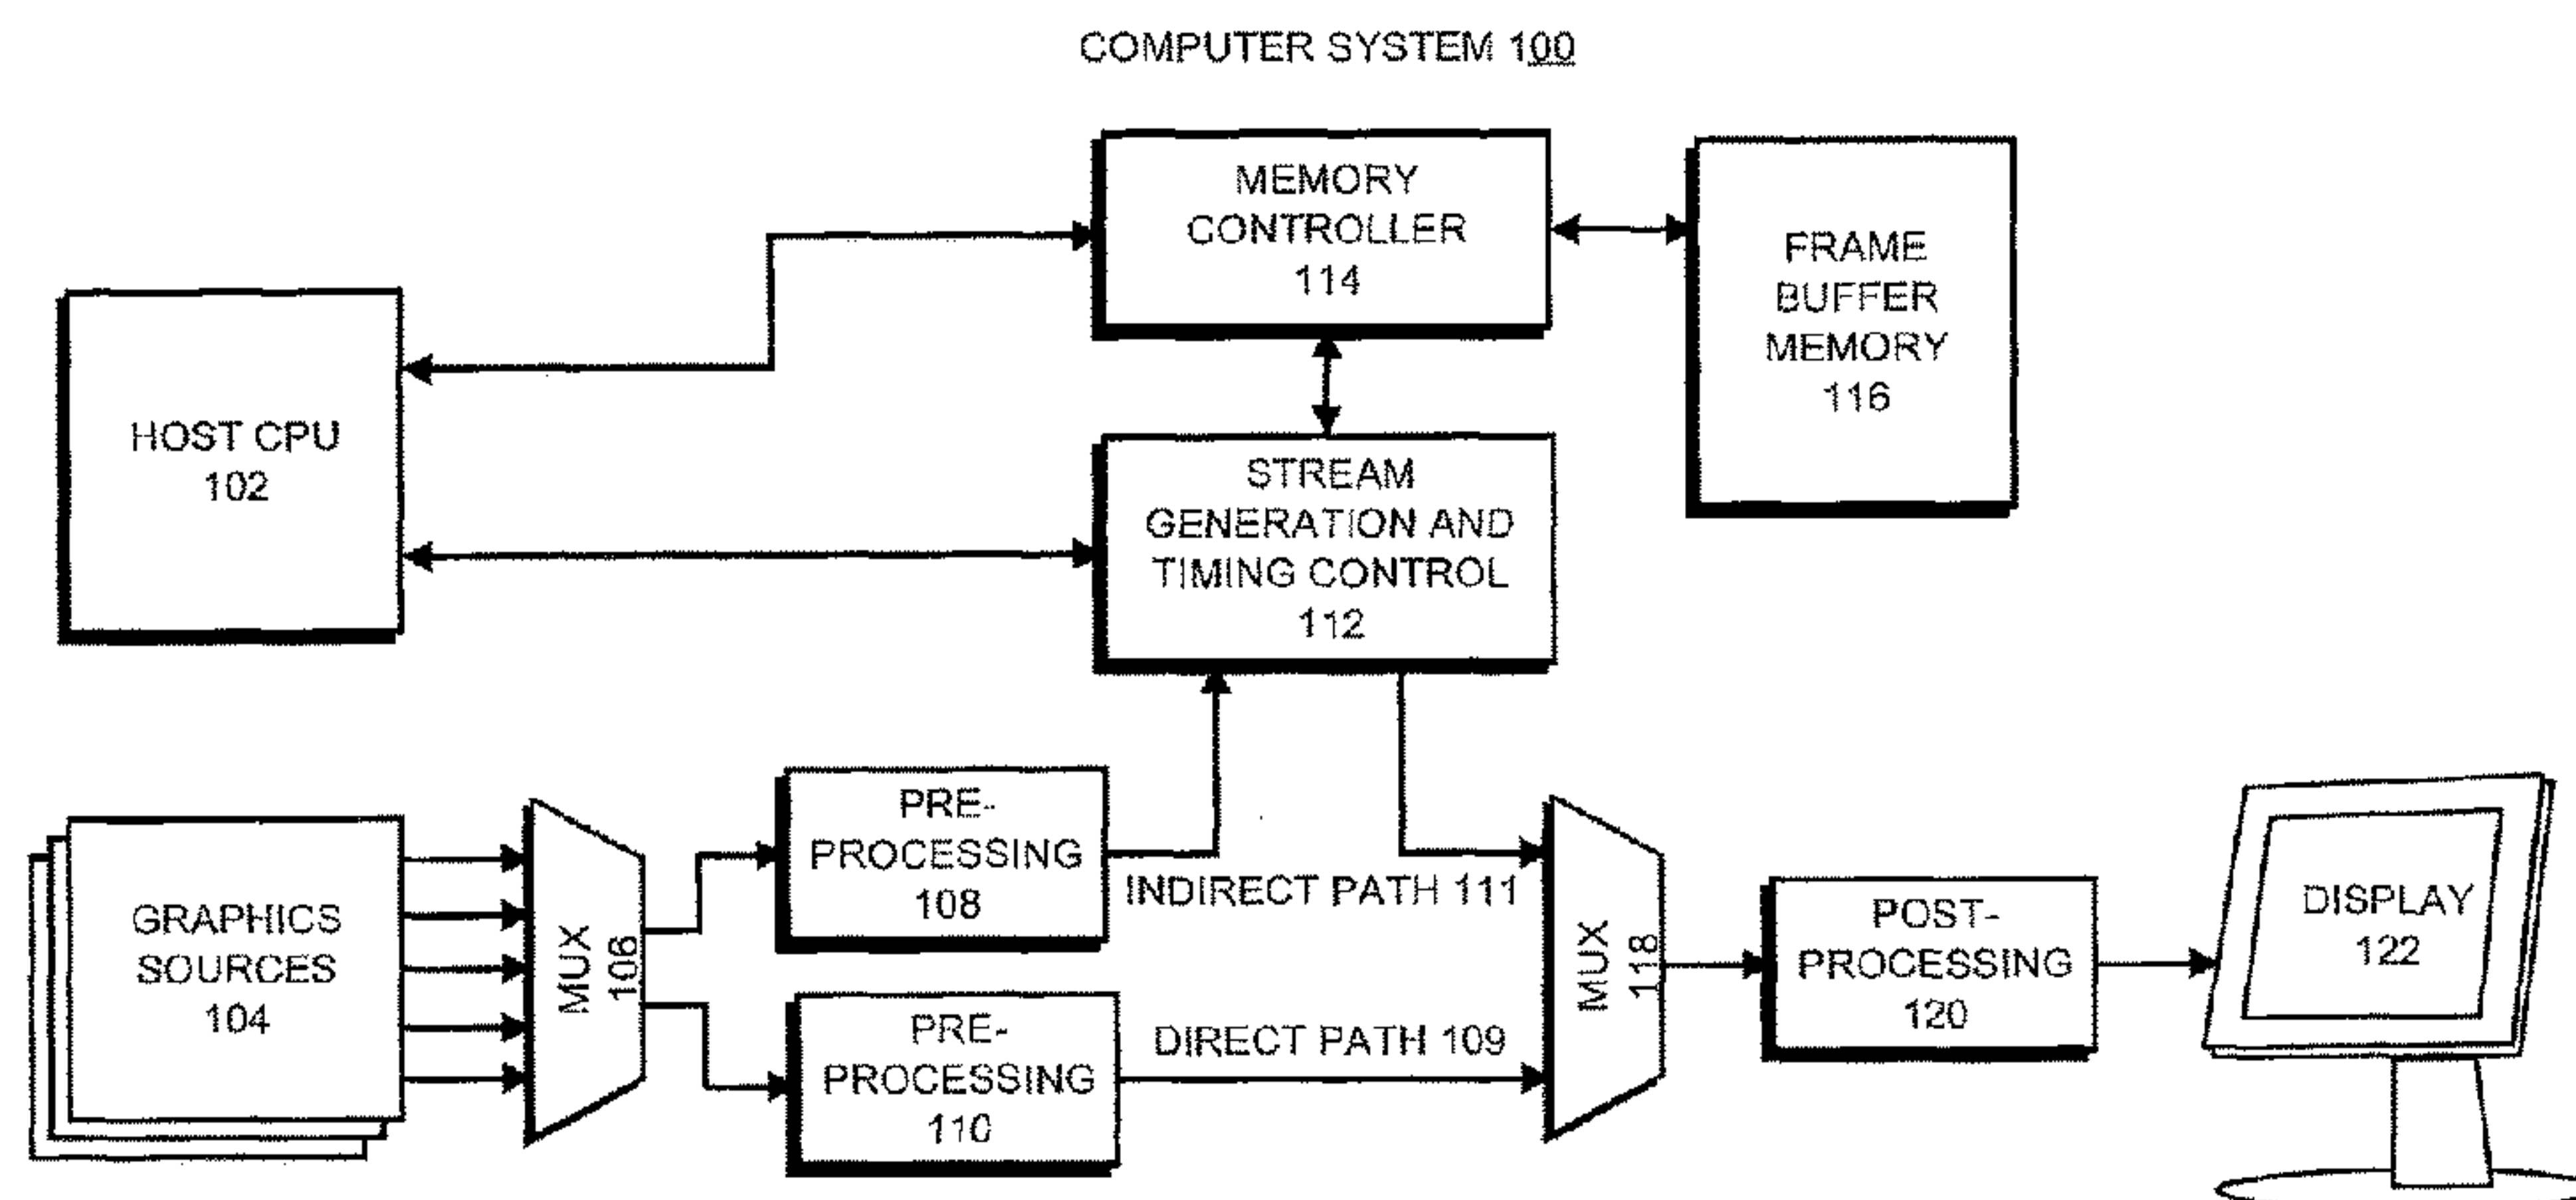 COMPUTER SYSTEM 100
MEMORY
CONTROLLER
114
FRAME
BUFFER
MEMORY
116
HOST CPU
102
STREAM
GENERATION AND
TIMING CONTROL
112
GRAPHICS
SOURCES
104
MUX
106
PRE-
PROCESSING
108
INDIRECT PATH 111
PRE-
PROCESSING
110
DIRECT PATH 109
MUX
118
POST-
PROCESSING
120
DISPLAY
122